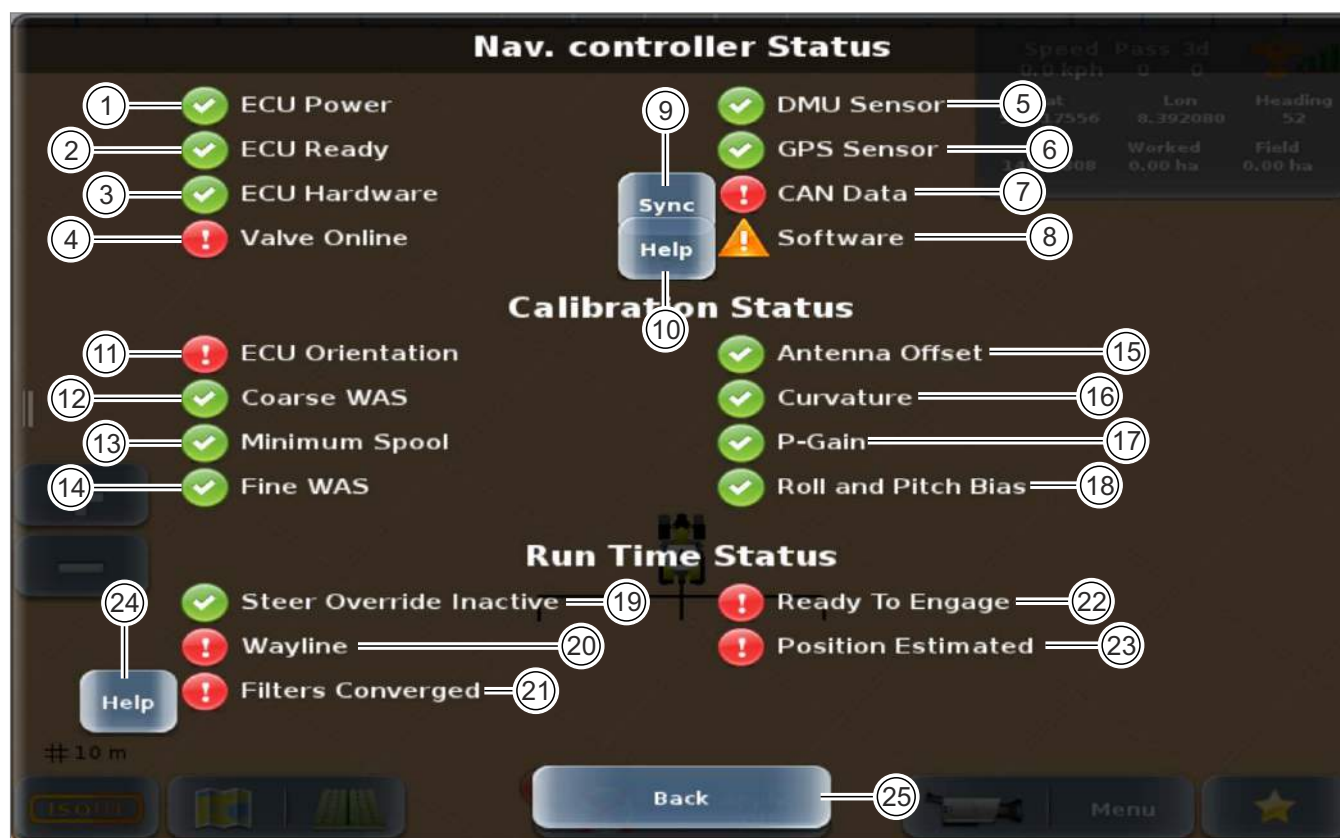 Nav. controller Status
Speed Pass 3d
0.0 kph 0 0
Lon Heading
8.392080 52
Worked Field
0.00 ha 0.00 ha
1 ECU Power
2 ECU Ready
3 ECU Hardware
4 Valve Online
9
Sync
Help
10
DMU Sensor 5
GPS Sensor 6
CAN Data 7
Software 8
Calibration Status
11 ECU Orientation
12 Coarse WAS
13 Minimum Spool
14 Fine WAS
Antenna Offset 15
Curvature 16
P-Gain 17
Roll and Pitch Bias 18
Run Time Status
Steer Override Inactive 19
Wayline 20
Filters Converged 21
Ready To Engage 22
Position Estimated 23
24
Help
10 m
Back 25
Menu